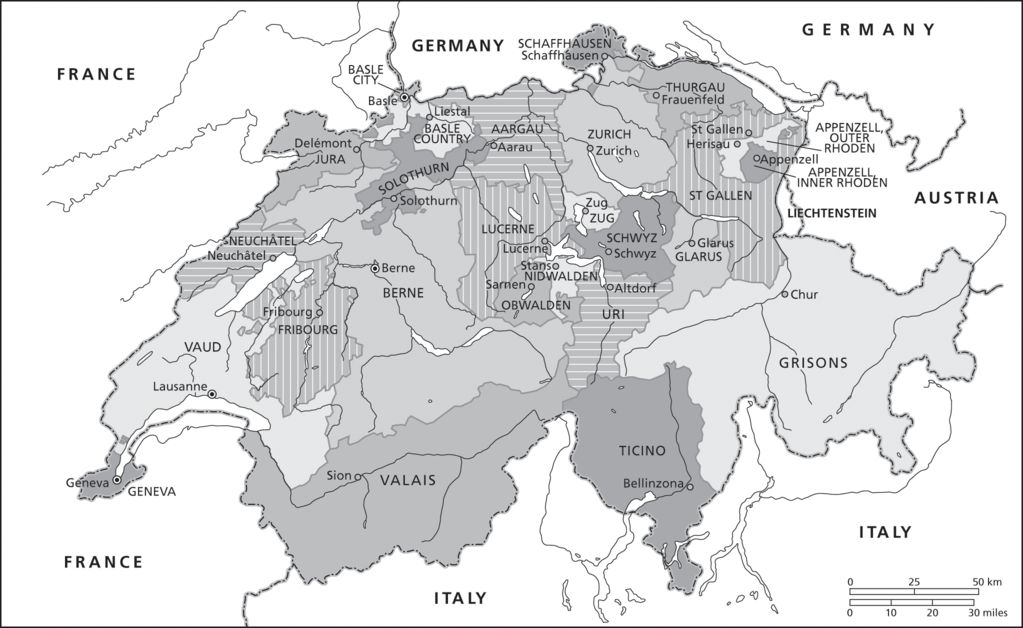 GERMANY
GERMANY
SCHAFFHAUSEN
Schaffhausen
FRANCE
BASLE
CITY
Basle
THURGAU
Frauenfeld
Liestal
BASLE
COUNTRY
AARGAU
Aarau
ZURICH
Zurich
St Gallen
Herisau
APPENZELL,
OUTER
RHODEN
Delémont
JURA
Appenzell
APPENZELL,
INNER RHODEN
SOLOTHURN
Solothurn
ST GALLEN
AUSTRIA
LIECHTENSTEIN
Zug
ZUG
NEUCHÂTEL
Neuchâtel
LUCERNE
Lucerne
SCHWYZ
Schwyz
Glarus
GLARUS
Berne
BERNE
Stans
NIDWALDEN
Sarnen
OBWALDEN
Altdorf
URI
Chur
Fribourg
FRIBOURG
VAUD
GRISONS
Lausanne
TICINO
Bellinzona
Sion
VALAIS
Geneva
GENEVA
FRANCE
ITALY
ITALY
0 25 50 km
0 10 20 30 miles